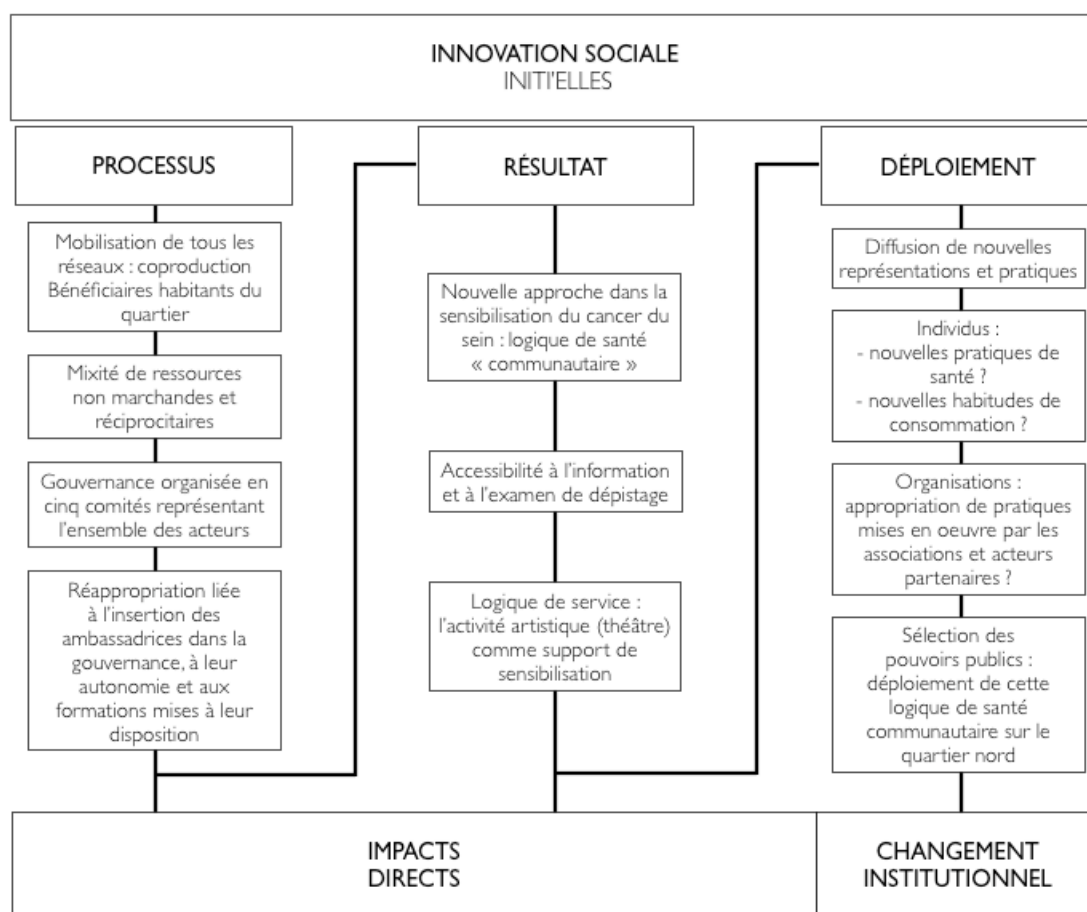 INNOVATION SOCIALE
INITI'ELLES
PROCESSUS
Mobilisation de tous les
réseaux : coproduction
Bénéficiaires habitants du
quartier
Mixité de ressources
non marchandes et
réciprocitaires
Gouvernance organisée en
cinq comités représentant
l'ensemble des acteurs
Réappropriation liée
à l'insertion des
ambassadrices dans la
gouvernance, à leur
autonomie et aux
formations mises à leur
disposition
RÉSULTAT
Nouvelle approche dans la
sensibilisation du cancer du
sein : logique de santé
« communautaire »
Accessibilité à l'information
et à l'examen de dépistage
Logique de service :
l'activité artistique (théâtre)
comme support de
sensibilisation
DÉPLOIEMENT
Diffusion de nouvelles
représentations et pratiques
Individus :
- nouvelles pratiques de
santé ?
- nouvelles habitudes de
consommation ?
Organisations :
appropriation de pratiques
mises en oeuvre par les
associations et acteurs
partenaires ?
Sélection des
pouvoirs publics :
déploiement de cette
logique de santé
communautaire sur le
quartier nord
IMPACTS
DIRECTS
CHANGEMENT
INSTITUTIONNEL